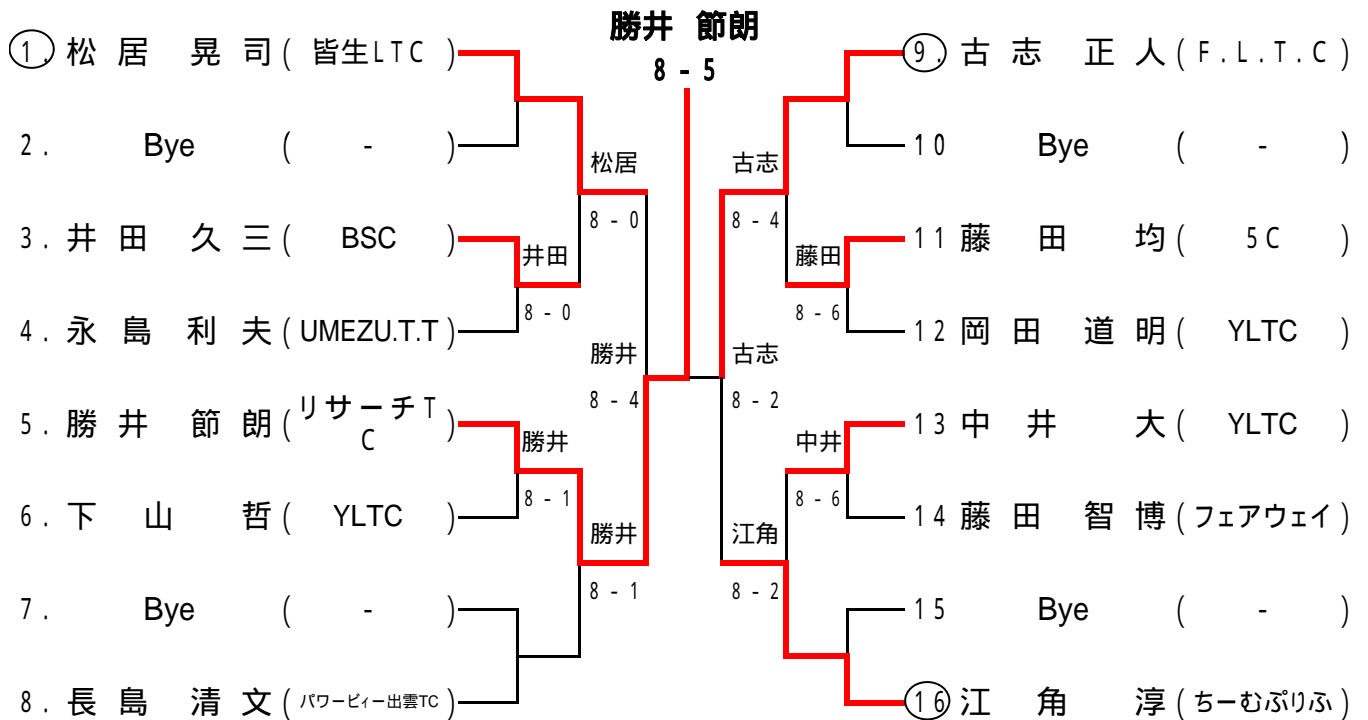 勝井 節朗
8 - 5
1. 松居 晃司 ( 皆生LTC )
2. Bye ( - )
3. 井田 久三 ( BSC )
4. 永島 利夫 ( UMEZU.T.T )
5. 勝井 節朗 ( リサーチT
C )
6. 下山 哲 ( YLTC )
7. Bye ( - )
8. 長島 清文 ( パワービィー出雲TC )
井田
8 - 0
勝井
8 - 1
松居
8 - 0
勝井
8 - 4
勝井
8 - 1
古志
8 - 4
古志
8 - 2
江角
8 - 2
藤田
8 - 6
中井
8 - 6
9. 古志 正人 ( F.L.T.C )
10 Bye ( - )
11 藤田 均 ( 5C )
12 岡田 道明 ( YLTC )
13 中井 大 ( YLTC )
14 藤田 智博 ( フェアウェイ )
15 Bye ( - )
16 江角 淳 ( ちーむぷりふ )